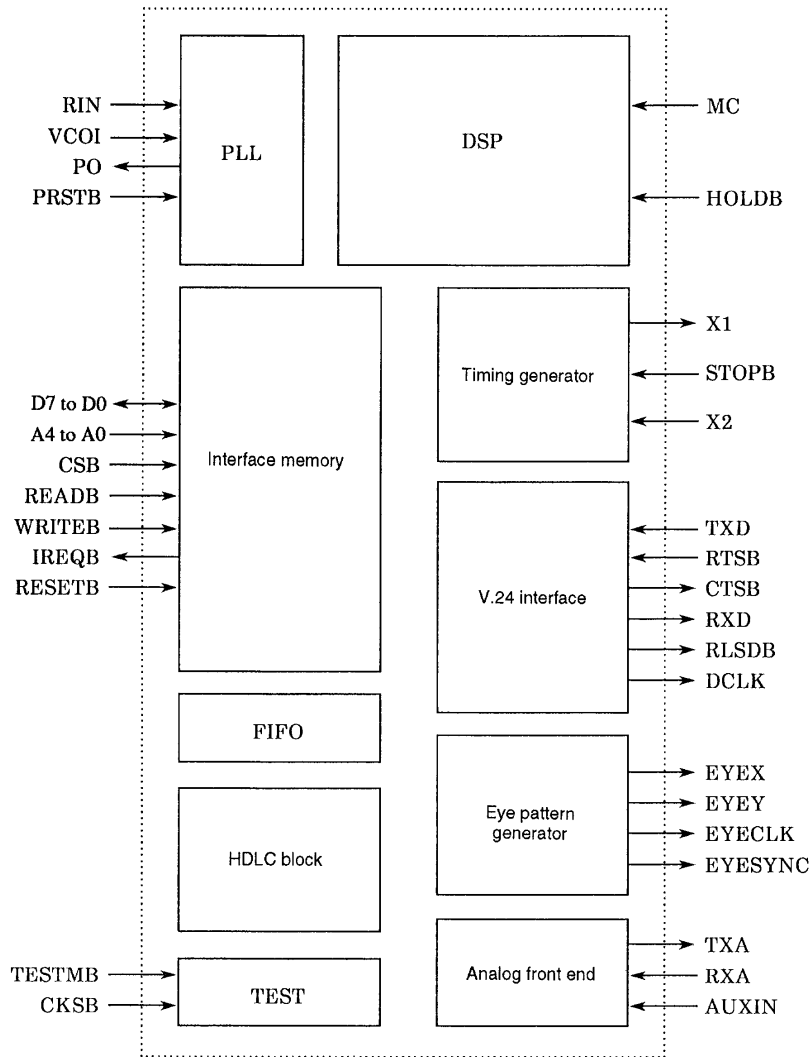 RIN
VCOI
PO
PRSTB
PLL
DSP
MC
HOLDB
D7 to D0
A4 to A0
CSB
READB
WRITEB
IREQB
RESETB
Interface memory
Timing generator
X1
STOPB
X2
V.24 interface
TXD
RTSB
CTSB
RXD
RLSDB
DCLK
FIFO
HDLC block
Eye pattern
generator
EYEX
EYEY
EYECLK
EYESYNC
TESTMB
CKSB
TEST
Analog front end
TXA
RXA
AUXIN